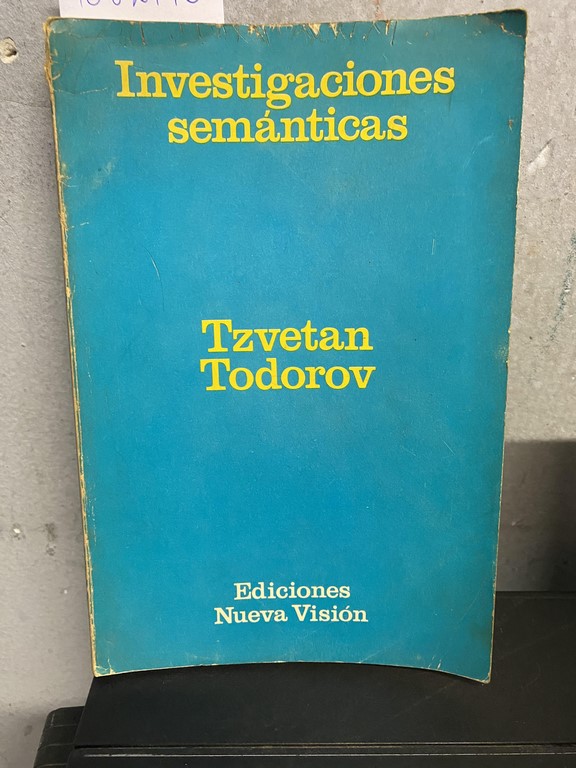 Investigaciones
semánticas
Tzvetan
Todorov
Ediciones
Nueva Visión